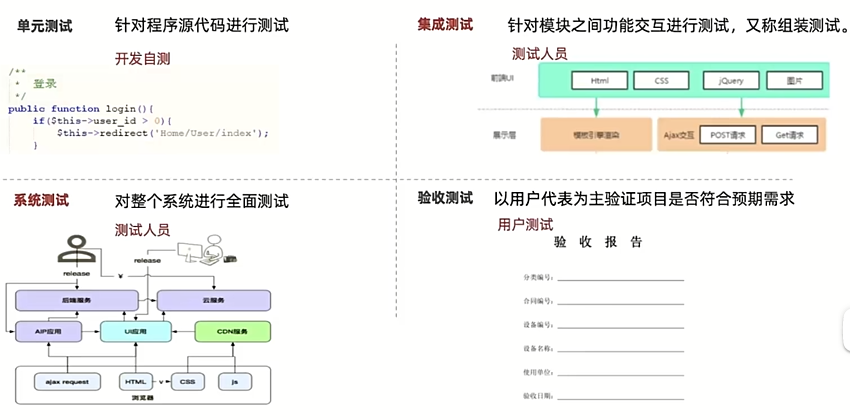 单元测试 针对程序源代码进行测试
开发自测
/**
* 登录
*/
public function login(){
if($this->user_id > 0){
$this->redirect('Home/User/index');
}
集成测试 针对模块之间功能交互进行测试，又称组装测试。
测试人员
前端UI Html CSS jQuery 图片
展示层 模板引擎渲染 Ajax交互 POST请求 Get请求
系统测试 对整个系统进行全面测试
测试人员
release
release
¥
后端服务 云服务
AIP应用 UI应用 CDN服务
ajax request HTML v CSS js
浏览器
验收测试 以用户代表为主验证项目是否符合预期需求
用户测试
验 收 报 告
分类编号：
合同编号：
设备编号：
设备名称：
使用单位：
验收日期：